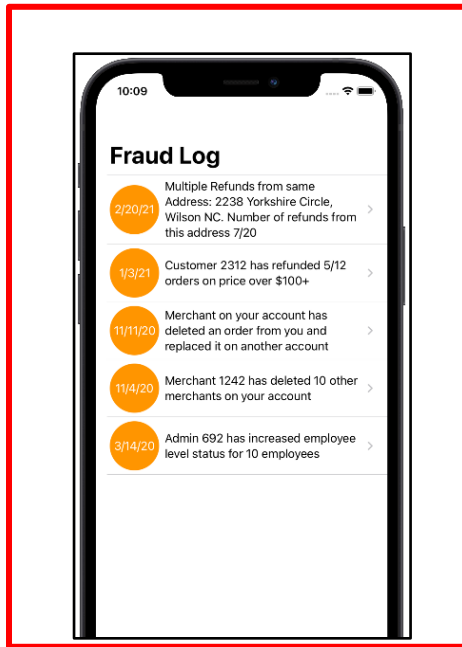 10:09
Fraud Log
2/20/21
Multiple Refunds from same
Address: 2238 Yorkshire Circle,
Wilson NC. Number of refunds from
this address 7/20
1/3/21
Customer 2312 has refunded 5/12
orders on price over $100+
11/11/20
Merchant on your account has
deleted an order from you and
replaced it on another account
11/4/20
Merchant 1242 has deleted 10 other
merchants on your account
3/14/20
Admin 692 has increased employee
level status for 10 employees